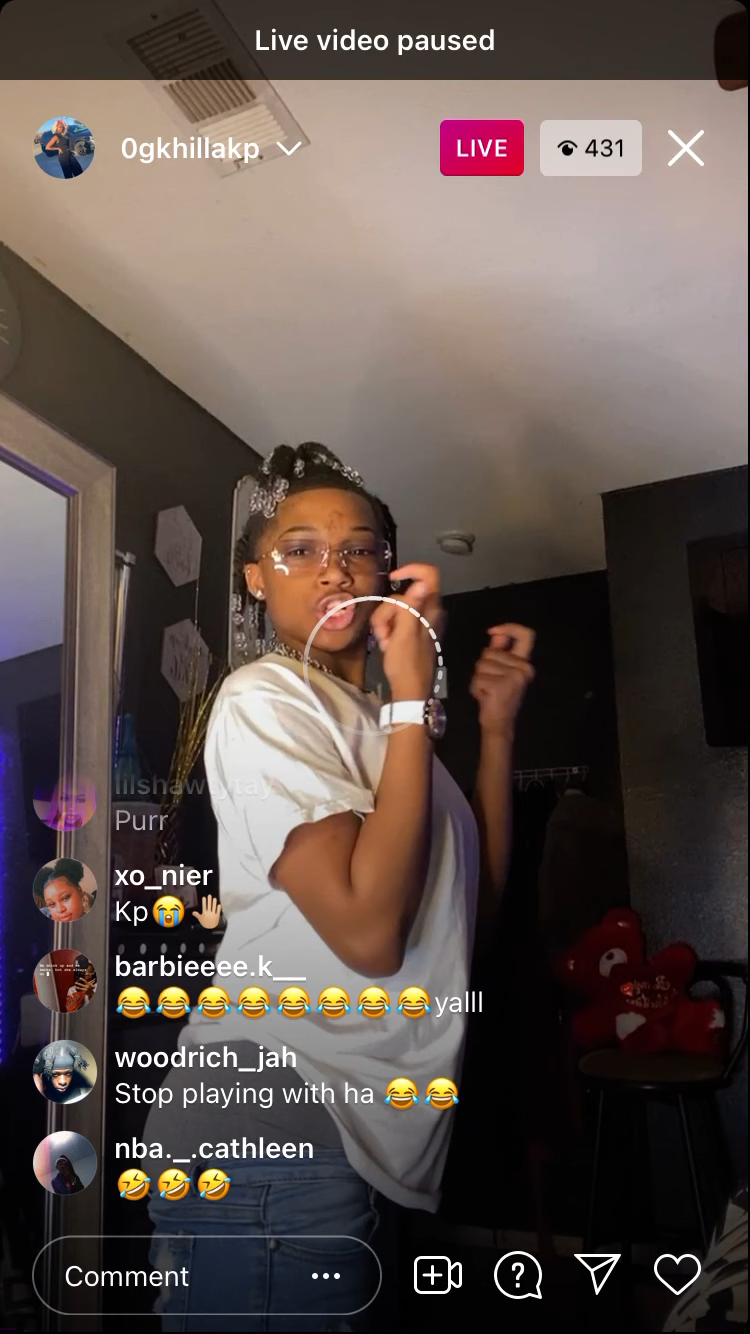 Live video paused
0gkhillakp
LIVE
431
lilshawtytay
Purr
xo_nier
Kp😭🤚🏼
barbieeee.k__
😂😂😂😂😂😂😂😂yalll
woodrich_jah
Stop playing with ha 😂😂
nba._.cathleen
🤣🤣🤣
Comment